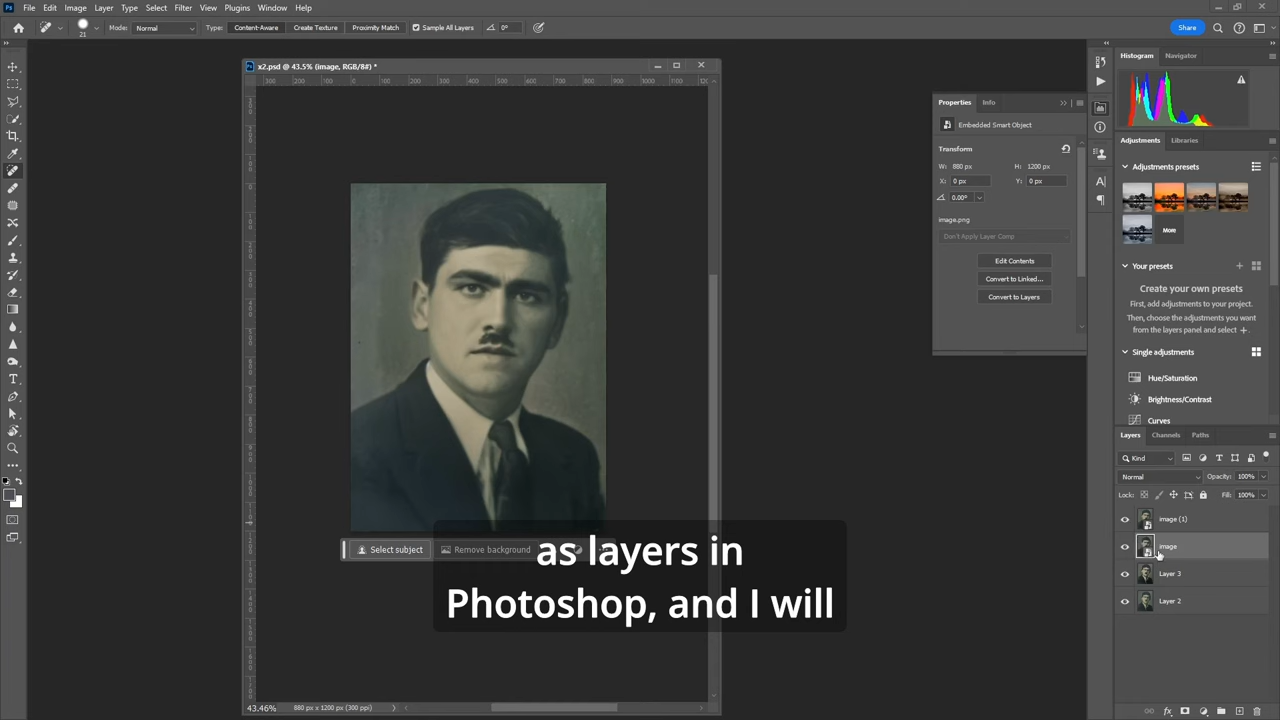 Ps File Edit Image Layer Type Select Filter View Plugins Window Help
21 Mode: Normal Type: Content-Aware Create Texture Proximity Match Sample All Layers 0° Share
x2.psd @ 43.5% (image, RGB/8#) *
Histogram Navigator
Properties Info
Embedded Smart Object
Transform
W: 880 px H: 1200 px
X: 0 px Y: 0 px
0.00°
image.png
Don't Apply Layer Comp
Edit Contents
Convert to Linked...
Convert to Layers
Adjustments Libraries
Adjustments presets
More
Your presets
Create your own presets
First, add adjustments to your project.
Then, choose the adjustments you want
from the layers panel and select +.
Single adjustments
Hue/Saturation
Brightness/Contrast
Curves
Layers Channels Paths
Kind
Normal Opacity: 100%
Lock: Fill: 100%
image (1)
image
Layer 3
Layer 2
Select subject Remove background
as layers in
Photoshop, and I will
43.46% 880 px x 1200 px (300 ppi)